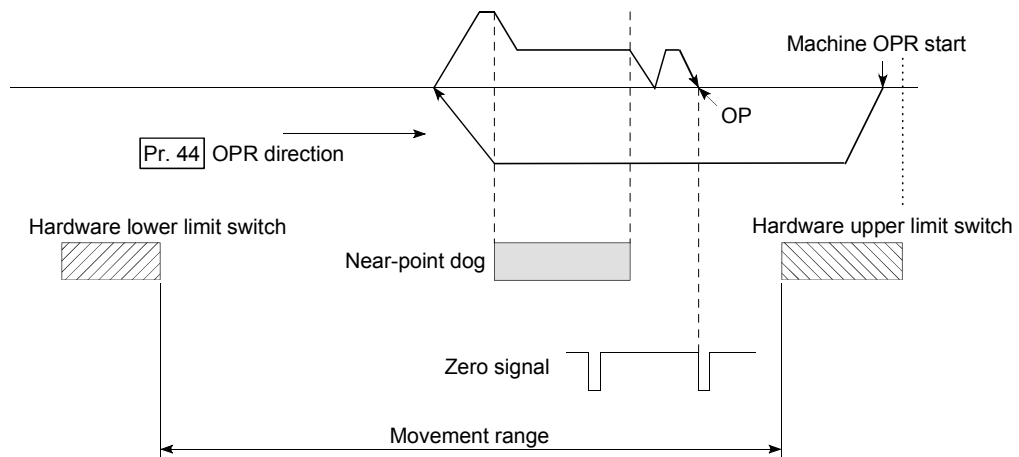 Machine OPR start
OP
Pr. 44 OPR direction
Hardware lower limit switch
Hardware upper limit switch
Near-point dog
Zero signal
Movement range